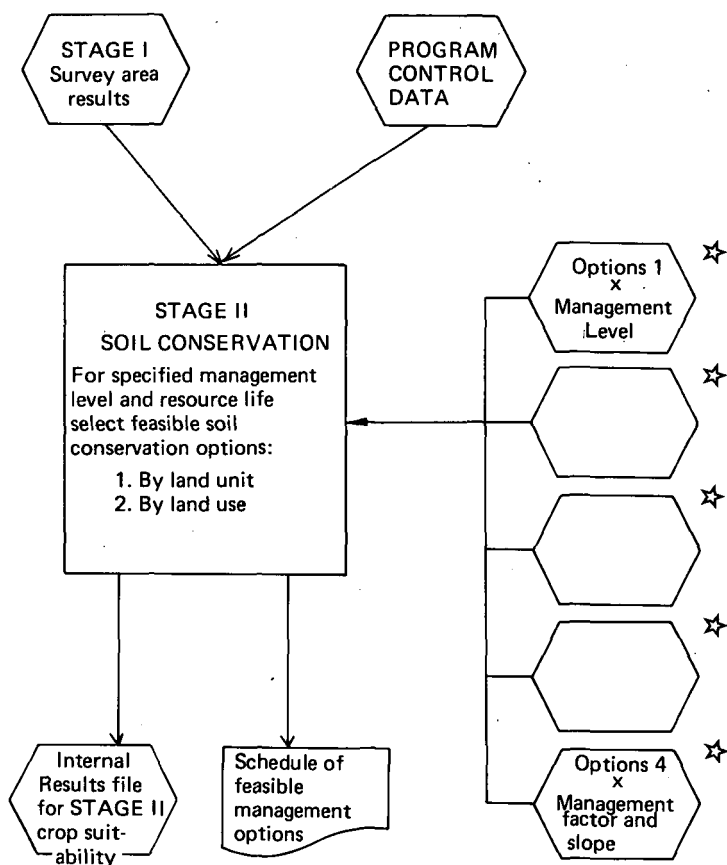 STAGE I
Survey area
results
PROGRAM
CONTROL
DATA
STAGE II
SOIL CONSERVATION
For specified management
level and resource life
select feasible soil
conservation options:
1. By land unit
2. By land use
Options 1
x
Management
Level
Options 4
x
Management
factor and
slope
Internal
Results file
for STAGE II
crop suit-
ability
Schedule of
feasible
management
options